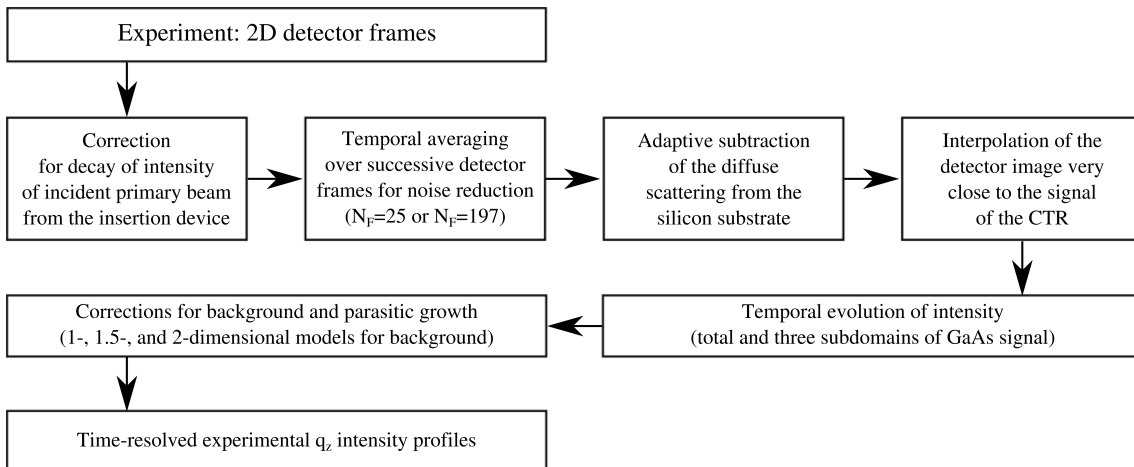 Experiment: 2D detector frames
Correction
for decay of intensity
of incident primary beam
from the insertion device
Temporal averaging
over successive detector
frames for noise reduction
(N_F=25 or N_F=197)
Adaptive subtraction
of the diffuse
scattering from the
silicon substrate
Interpolation of the
detector image very
close to the signal
of the CTR
Temporal evolution of intensity
(total and three subdomains of GaAs signal)
Corrections for background and parasitic growth
(1-, 1.5-, and 2-dimensional models for background)
Time-resolved experimental q_z intensity profiles